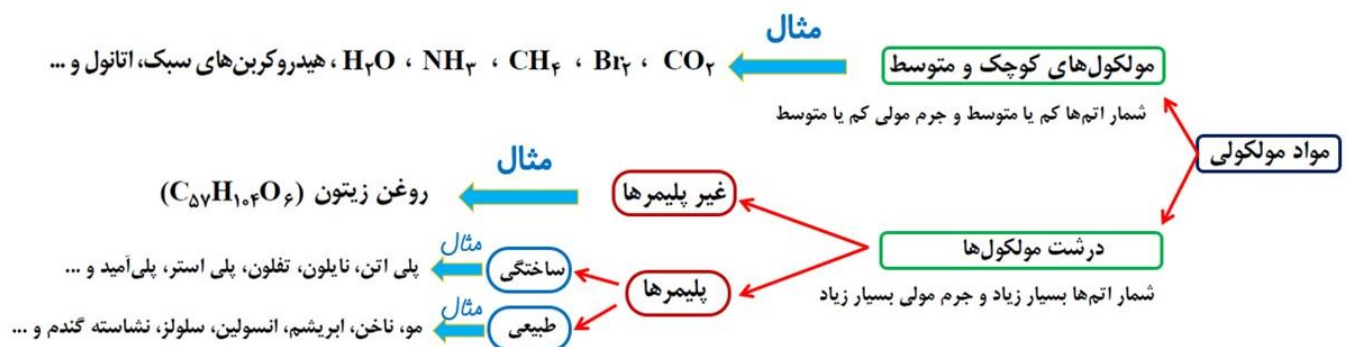 مثال
مولکول‌های کوچک و متوسط
H۲O ، NH۳ ، CH۴ ، Br۲ ، CO۲ ، هیدروکربن‌های سبک، اتانول و ...
شمار اتم‌ها کم یا متوسط و جرم مولی کم یا متوسط
مواد مولکولی
مثال
غیر پلیمرها
روغن زیتون (C۵۷H۱۰۴O۶)
درشت مولکول‌ها
شمار اتم‌ها بسیار زیاد و جرم مولی بسیار زیاد
پلیمرها
ساختگی
مثال
پلی اتن، نایلون، تفلون، پلی استر، پلی‌آمید و ...
طبیعی
مثال
مو، ناخن، ابریشم، انسولین، سلولز، نشاسته گندم و ...